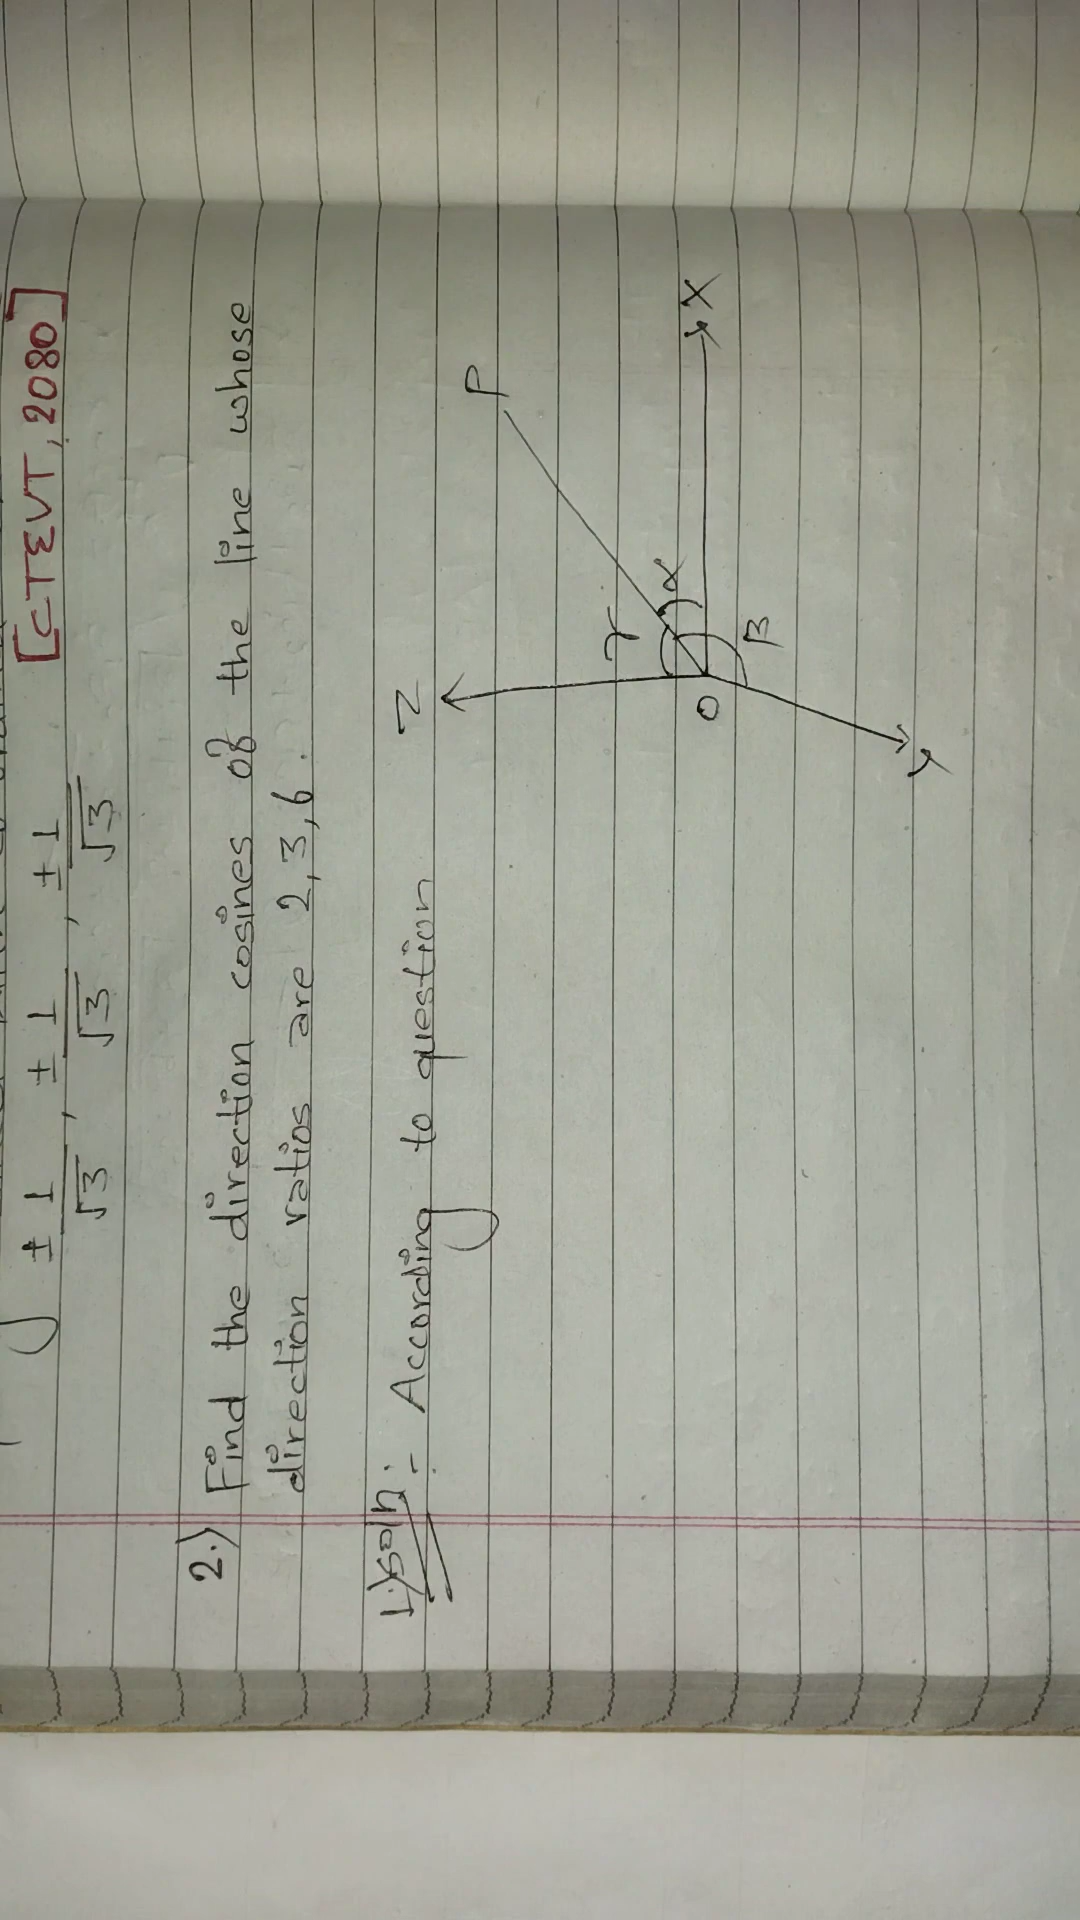 ± 1/√3, ± 1/√3, ± 1/√3 [CTEVT, 2080]
2.) Find the direction cosines of the line whose
direction ratios are 2, 3, 6.
soln:- According to question
Z
P
γ
α
X
O
β
Y